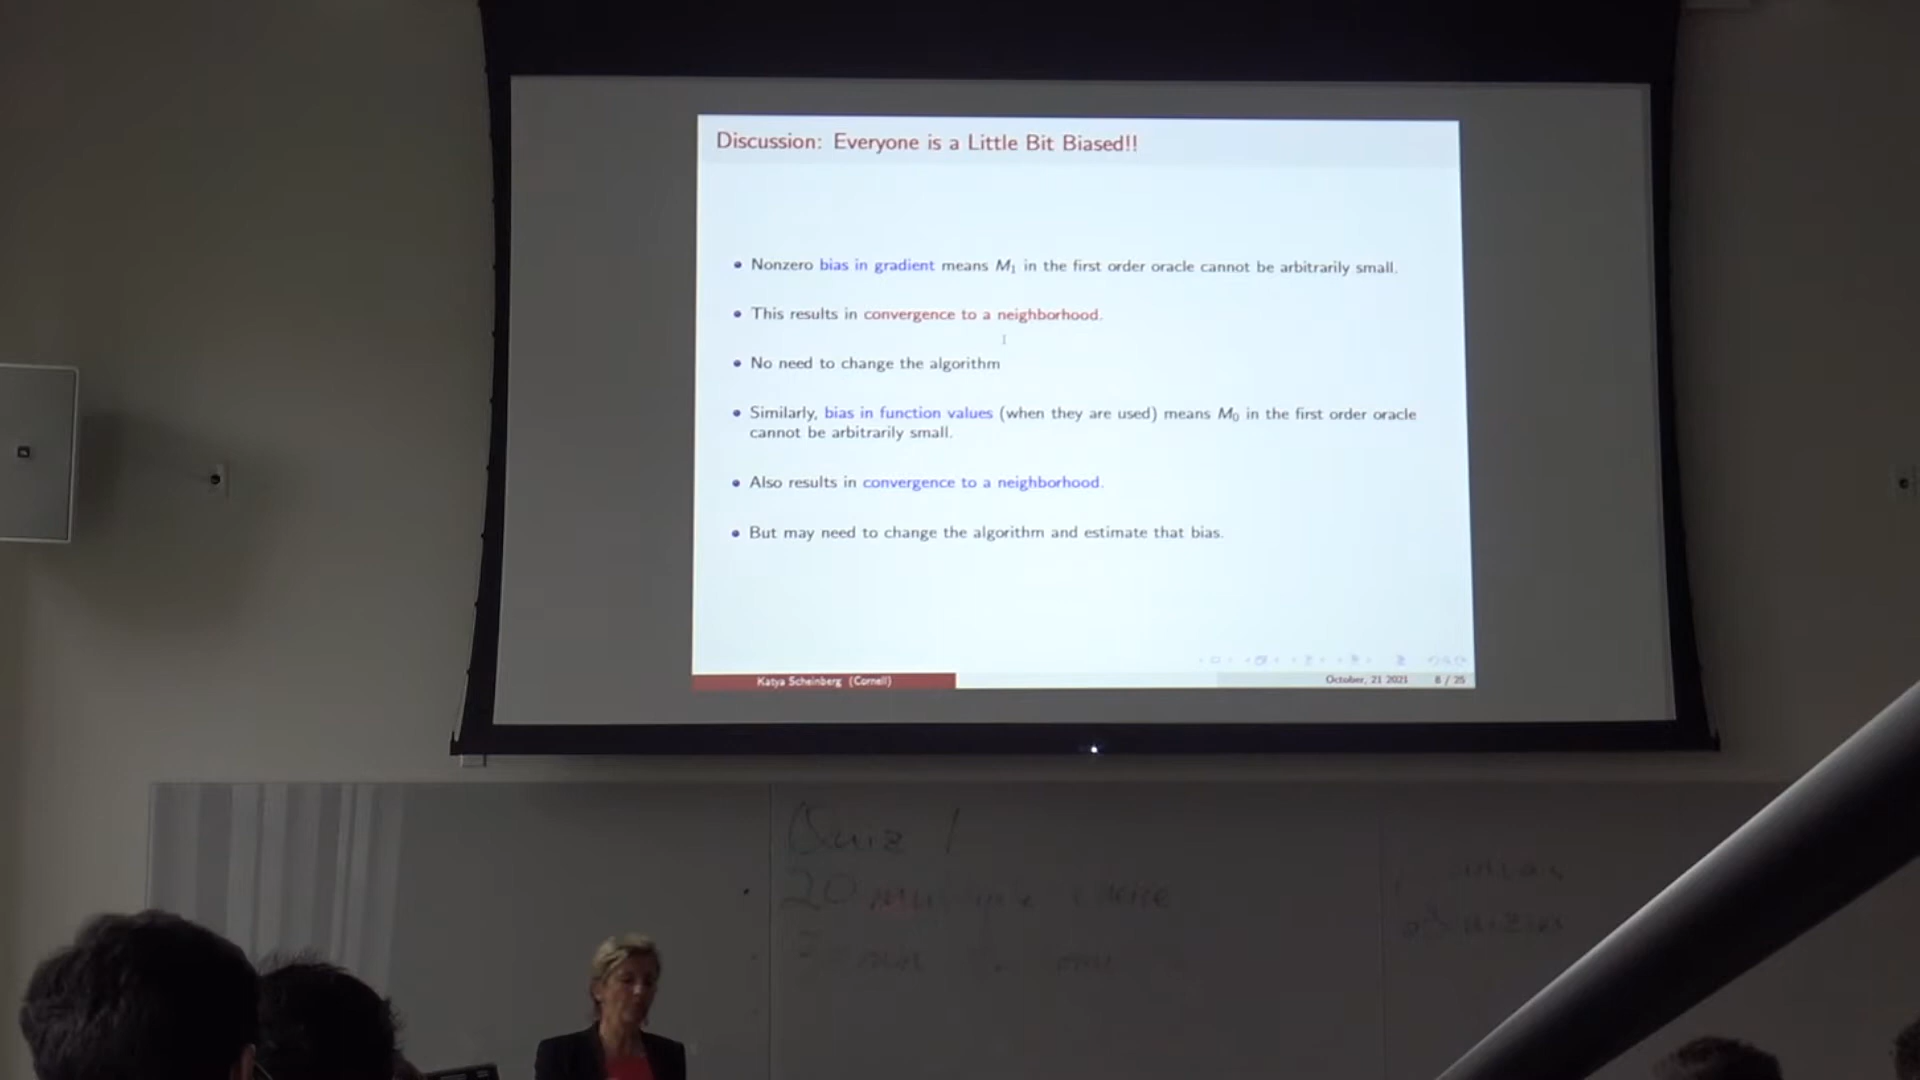 Discussion: Everyone is a Little Bit Biased!!
Nonzero bias in gradient means M₁ in the first order oracle cannot be arbitrarily small.
This results in convergence to a neighborhood.
No need to change the algorithm
Similarly, bias in function values (when they are used) means M₀ in the first order oracle
cannot be arbitrarily small.
Also results in convergence to a neighborhood.
But may need to change the algorithm and estimate that bias.
Katya Scheinberg (Cornell)
October, 21 2021
8 / 25
Quiz 1
20